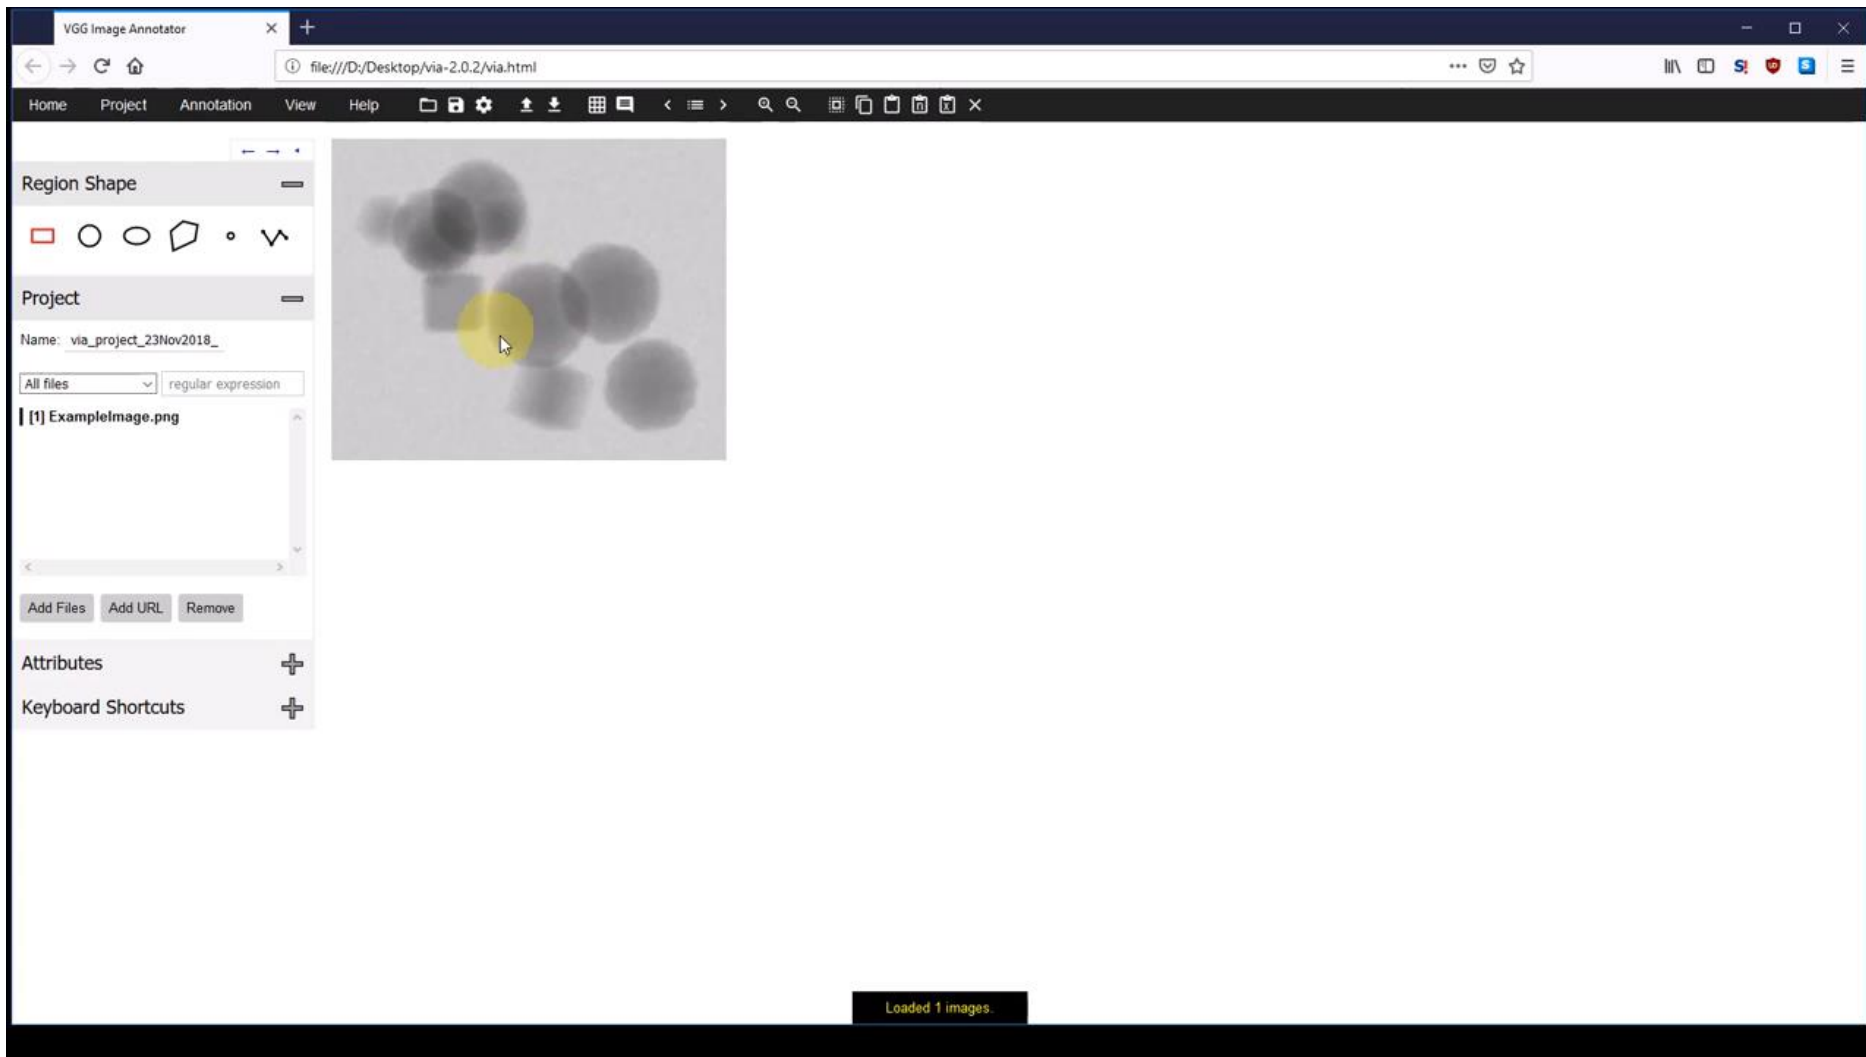 VGG Image Annotator
file:///D:/Desktop/via-2.0.2/via.html
Home Project Annotation View Help
Region Shape
Project
Name: via_project_23Nov2018_
All files regular expression
[1] ExampleImage.png
Add Files Add URL Remove
Attributes
Keyboard Shortcuts
Loaded 1 images.